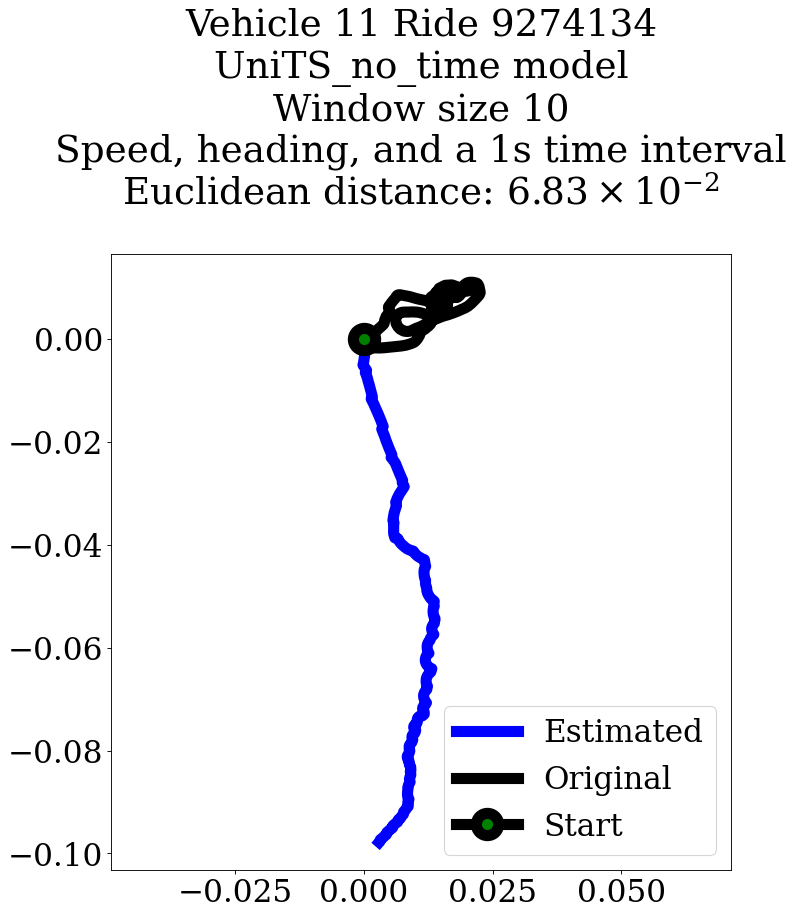 Vehicle 11 Ride 9274134
UniTS_no_time model
Window size 10
Speed, heading, and a 1s time interval
Euclidean distance: 6.83 × 10⁻²
0.00
−0.02
−0.04
−0.06
−0.08
−0.10
Estimated
Original
Start
−0.025 0.000 0.025 0.050